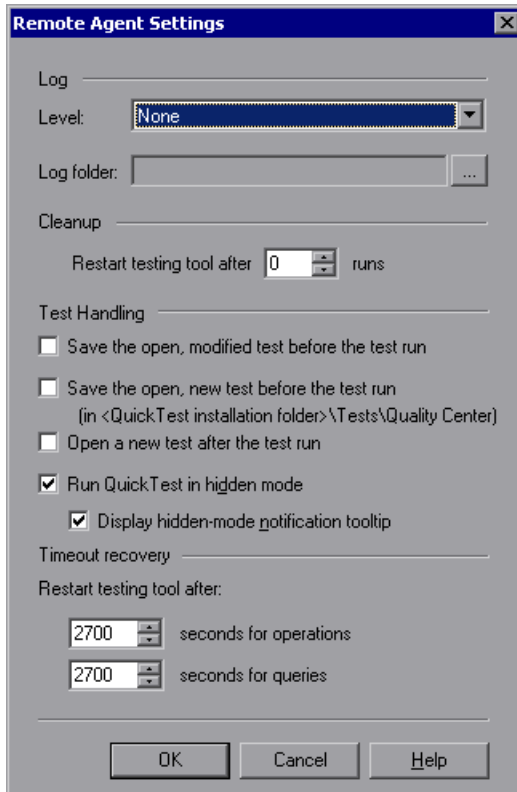 Remote Agent Settings
Log
Level: None
Log folder: ...
Cleanup
Restart testing tool after 0 runs
Test Handling
Save the open, modified test before the test run
Save the open, new test before the test run
(in <QuickTest installation folder>\Tests\Quality Center)
Open a new test after the test run
Run QuickTest in hidden mode
Display hidden-mode notification tooltip
Timeout recovery
Restart testing tool after:
2700 seconds for operations
2700 seconds for queries
OK Cancel Help